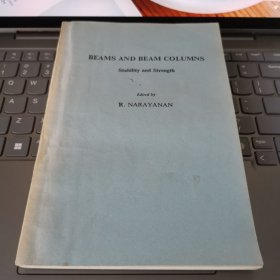 BEAMS AND BEAM COLUMNS
Stability and Strength
Edited by
R. NARAYANAN